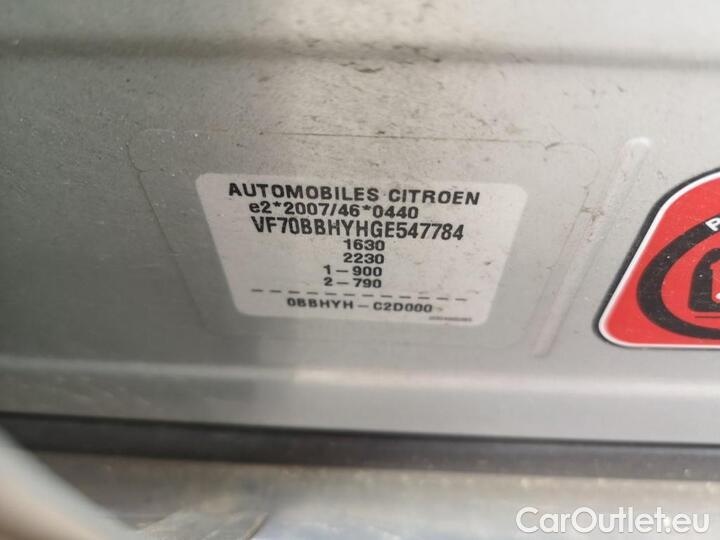 AUTOMOBILES CITROEN
e2*2007/46*0440
VF70BBHYHGE547784
1630
2230
1-900
2-790
0BBHYH-C2D000
P
CarOutlet.eu